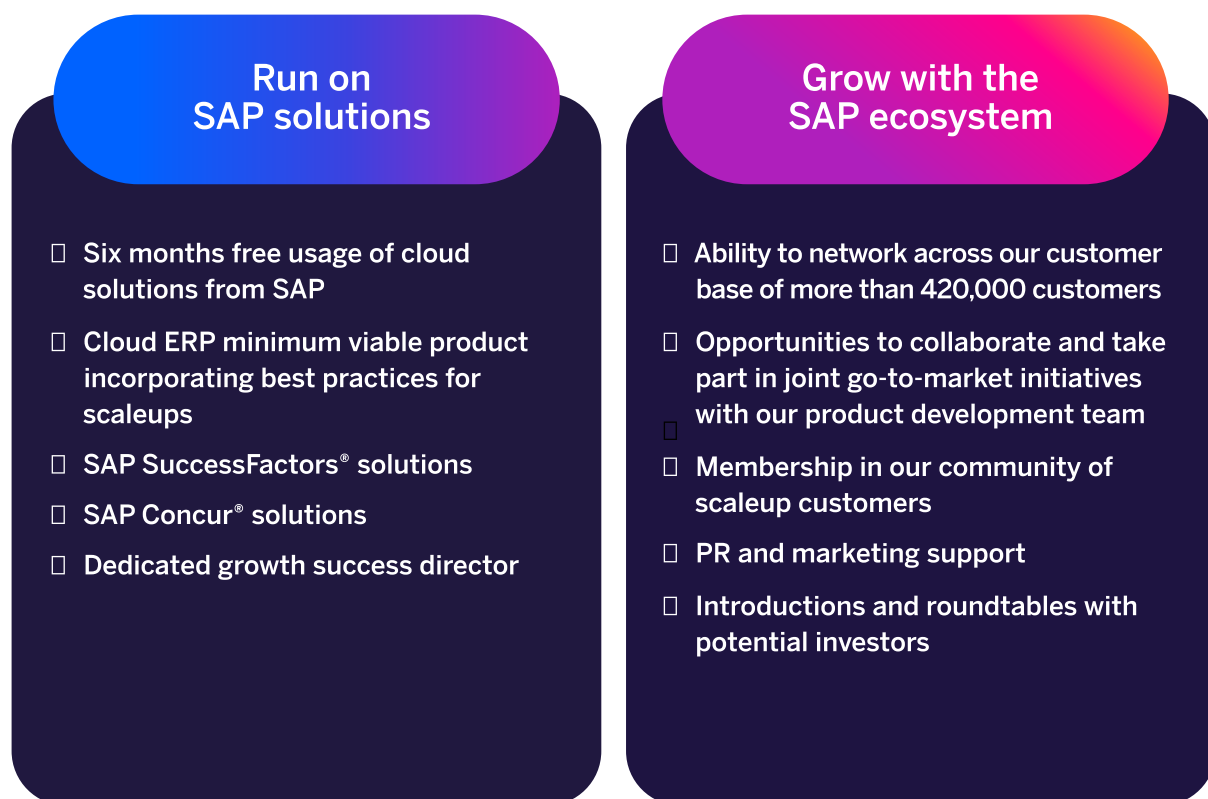 Run on
SAP solutions
Six months free usage of cloud
solutions from SAP
Cloud ERP minimum viable product
incorporating best practices for
scaleups
SAP SuccessFactors® solutions
SAP Concur® solutions
Dedicated growth success director
Grow with the
SAP ecosystem
Ability to network across our customer
base of more than 420,000 customers
Opportunities to collaborate and take
part in joint go-to-market initiatives
with our product development team
Membership in our community of
scaleup customers
PR and marketing support
Introductions and roundtables with
potential investors